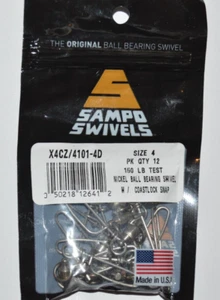 THE ORIGINAL BALL BEARING SWIVEL
S
SAMPO
SWIVELS
X4CZ/4101-4D
SIZE 4
PK QTY 12
150 LB TEST
NICKEL BALL BEARING SWIVEL
W / COASTLOCK SNAP
3 50218 12641 2
Made in U.S.A.